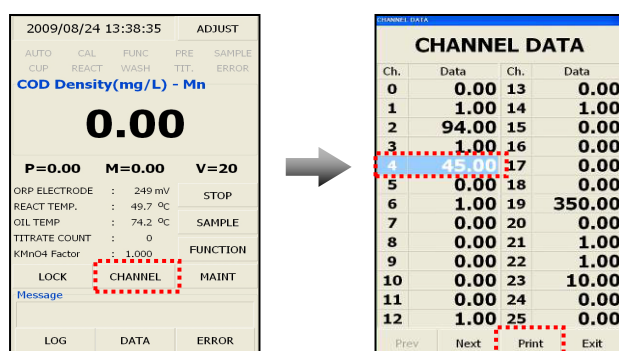 2009/08/24 13:38:35 ADJUST
AUTO CAL FUNC PRE SAMPLE
CUP REACT WASH TIT. ERROR
COD Density(mg/L) - Mn
0.00
P=0.00 M=0.00 V=20
ORP ELECTRODE : 249 mV
REACT TEMP. : 49.7 ºC
STOP
OIL TEMP : 74.2 ºC
SAMPLE
TITRATE COUNT : 0
KMnO4 Factor : 1.000
FUNCTION
LOCK CHANNEL MAINT
Message
LOG DATA ERROR
CHANNEL DATA
CHANNEL DATA
Ch. Data Ch. Data
0 0.00 13 0.00
1 1.00 14 1.00
2 94.00 15 0.00
3 1.00 16 0.00
4 45.00 17 0.00
5 0.00 18 0.00
6 1.00 19 350.00
7 0.00 20 0.00
8 0.00 21 1.00
9 0.00 22 1.00
10 0.00 23 10.00
11 0.00 24 0.00
12 1.00 25 0.00
Prev Next Print Exit